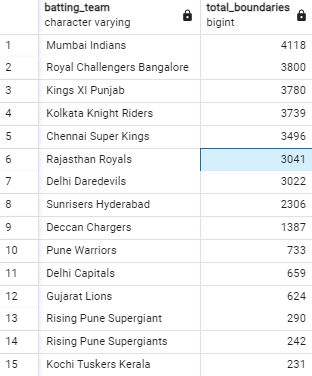 batting_team total_boundaries
character varying bigint
1 Mumbai Indians 4118
2 Royal Challengers Bangalore 3800
3 Kings XI Punjab 3780
4 Kolkata Knight Riders 3739
5 Chennai Super Kings 3496
6 Rajasthan Royals 3041
7 Delhi Daredevils 3022
8 Sunrisers Hyderabad 2306
9 Deccan Chargers 1387
10 Pune Warriors 733
11 Delhi Capitals 659
12 Gujarat Lions 624
13 Rising Pune Supergiant 290
14 Rising Pune Supergiants 242
15 Kochi Tuskers Kerala 231